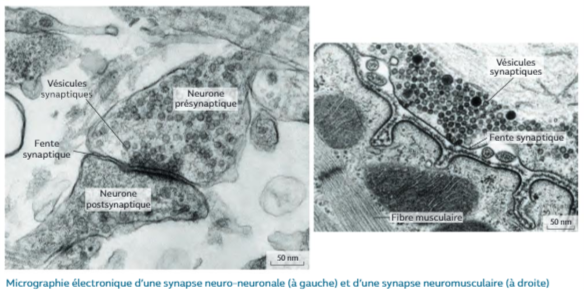 Vésicules
synaptiques
Neurone
présynaptique
Fente
synaptique
Neurone
postsynaptique
50 nm
Vésicules
synaptiques
Fente synaptique
Fibre musculaire
50 nm
Micrographie électronique d'une synapse neuro-neuronale (à gauche) et d'une synapse neuromusculaire (à droite)